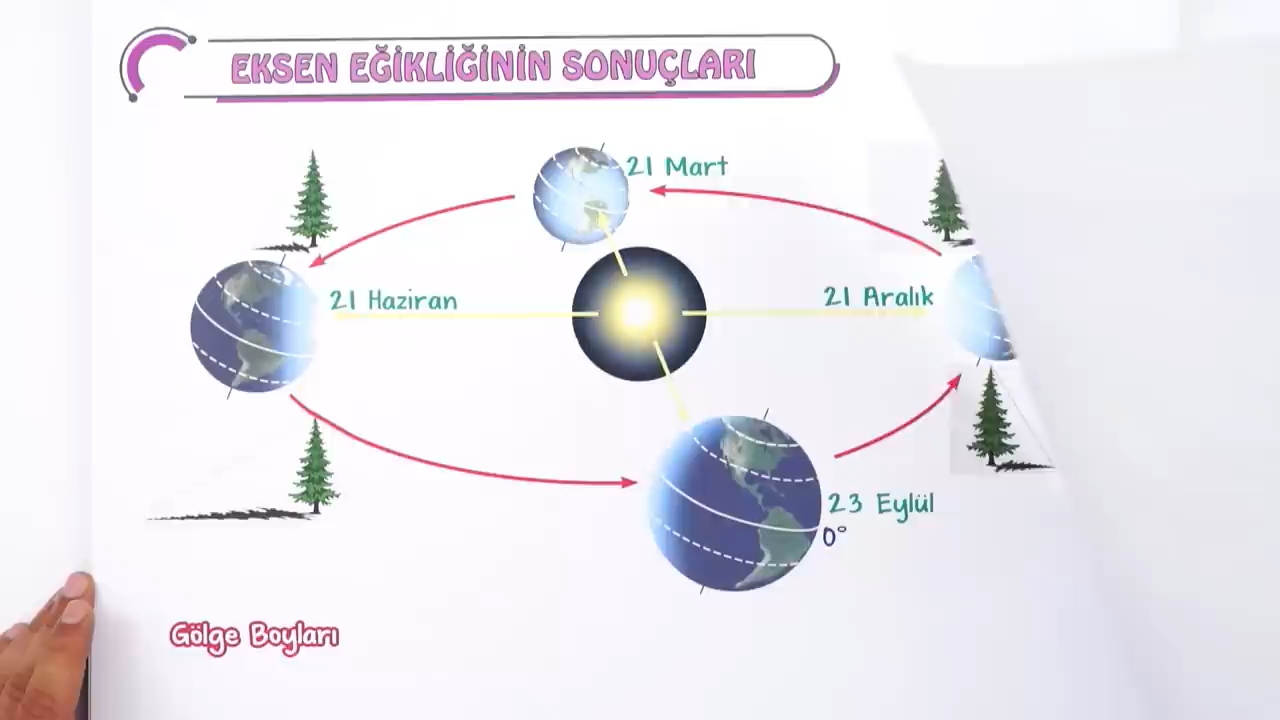 EKSEN EĞİKLİĞİNİN SONUÇLARI
21 Mart
21 Haziran
21 Aralık
23 Eylül
0°
Gölge Boyları